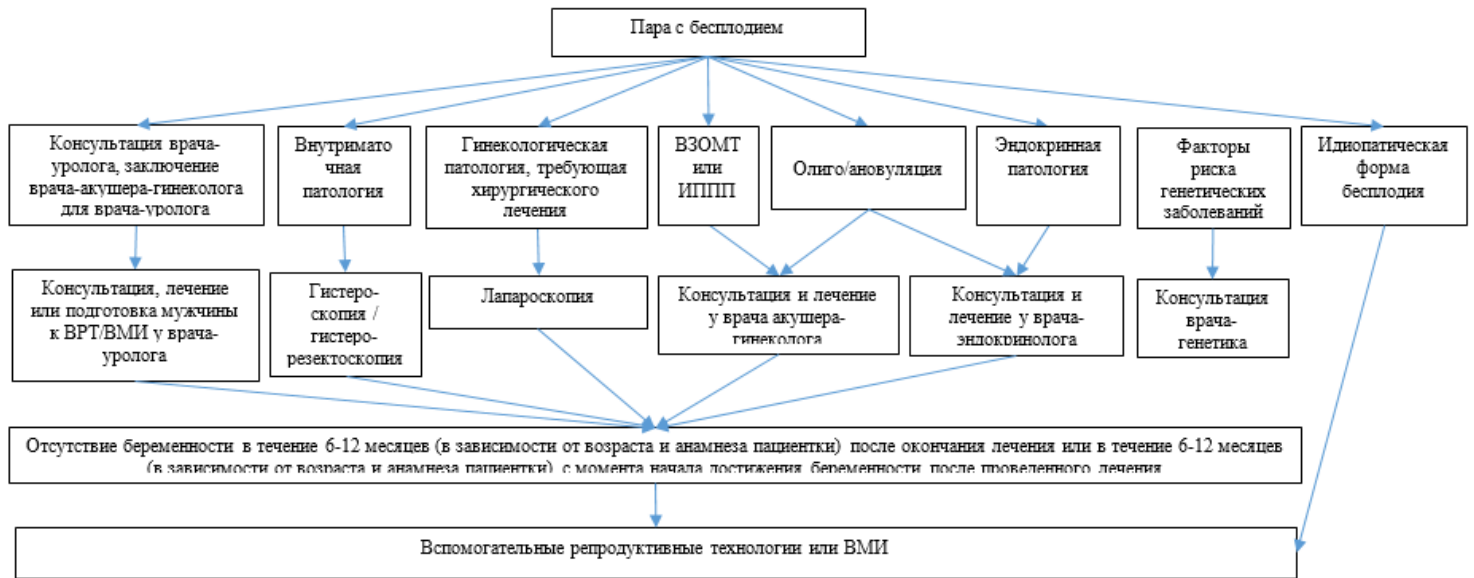 Пара с бесплодием
Консультация врача-
уролога, заключение
врача-акушера-гинеколога
для врача-уролога
Внутримато
чная
патология
Гинекологическая
патология, требующая
хирургического
лечения
ВЗОМТ
или
ИППП
Олиго/ановуляция
Эндокринная
патология
Факторы
риска
генетических
заболеваний
Идиопатическая
форма
бесплодия
Консультация, лечение
или подготовка мужчины
к ВРТ/ВМИ у врача-
уролога
Гистеро-
скопия /
гистеро-
резектоскопия
Лапароскопия
Консультация и лечение
у врача акушера-
гинеколога
Консультация и
лечение у врача-
эндокринолога
Консультация
врача-
генетика
Отсутствие беременности в течение 6-12 месяцев (в зависимости от возраста и анамнеза пациентки) после окончания лечения или в течение 6-12 месяцев
(в зависимости от возраста и анамнеза пациентки) с момента начала достижения беременности после проведенного лечения
Вспомогательные репродуктивные технологии или ВМИ